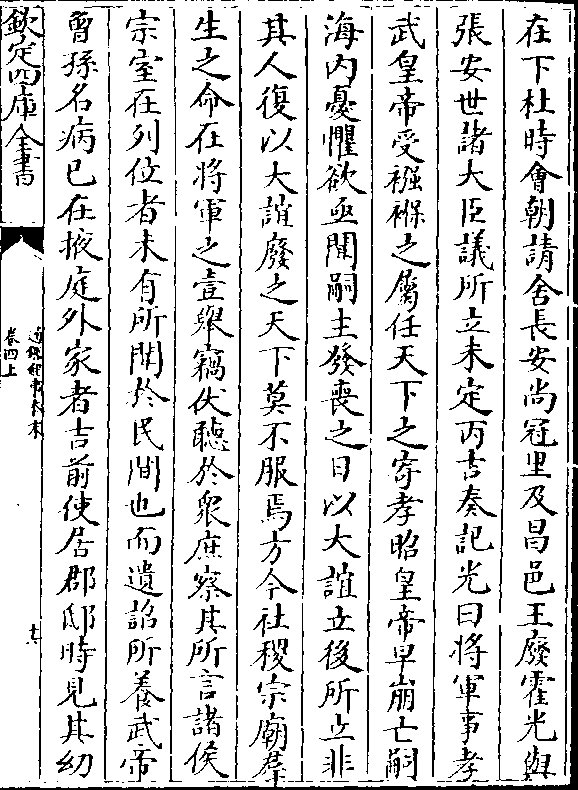 在下杜時會朝請舍長安尚冠里及昌邑王廢霍光與
張安世諸大臣議所立未定丙吉奏記光曰將軍事孝
武皇帝受襁褓之屬任天下之寄孝昭皇帝早崩亡嗣
海内憂懼欲亟聞嗣主發喪之日以大誼立後所立非
其人復以大誼廢之天下莫不服焉方今社稷宗廟羣
生之命在將軍之壹舉竊伏聽於衆庶察其所言諸侯
宗室在列位者未有所聞於民間也而遺詔所養武帝
曾孫名病已在掖庭外家者吉前使居郡邸時見其幼
欽定四庫全書
通鑑紀事本末
卷四上